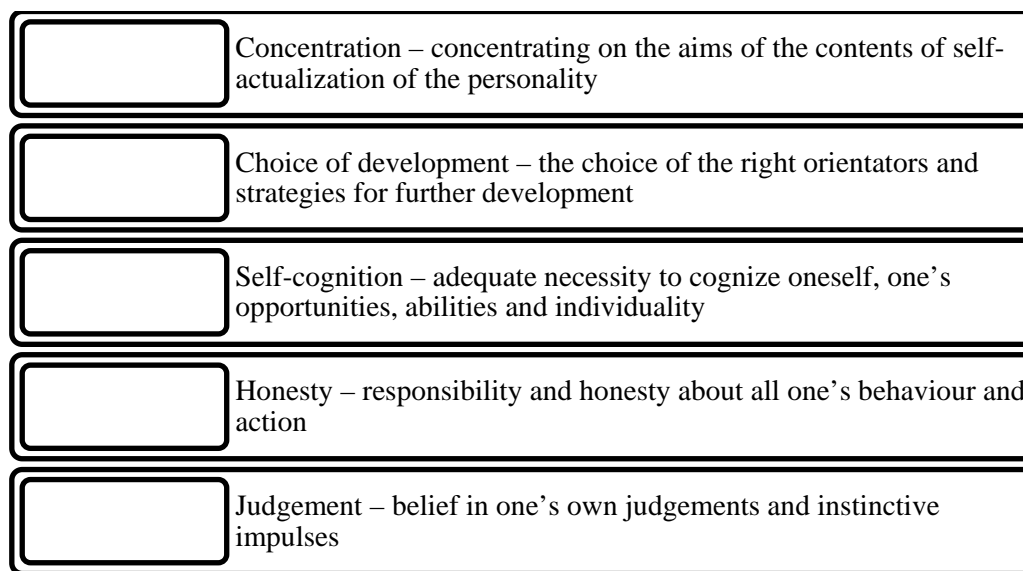 Concentration – concentrating on the aims of the contents of self-
actualization of the personality
Choice of development – the choice of the right orientators and
strategies for further development
Self-cognition – adequate necessity to cognize oneself, one’s
opportunities, abilities and individuality
Honesty – responsibility and honesty about all one’s behaviour and
action
Judgement – belief in one’s own judgements and instinctive
impulses